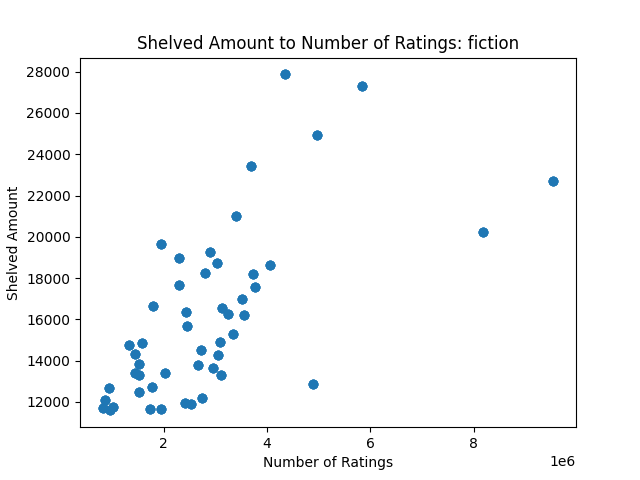 Shelved Amount to Number of Ratings: fiction
28000
26000
24000
22000
20000
18000
16000
14000
12000
Shelved Amount
2 4 6 8
1e6
Number of Ratings